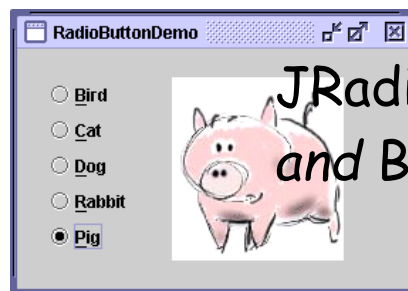 RadioButtonDemo
JRadi
Bird
Cat
and B
Dog
Rabbit
Pig